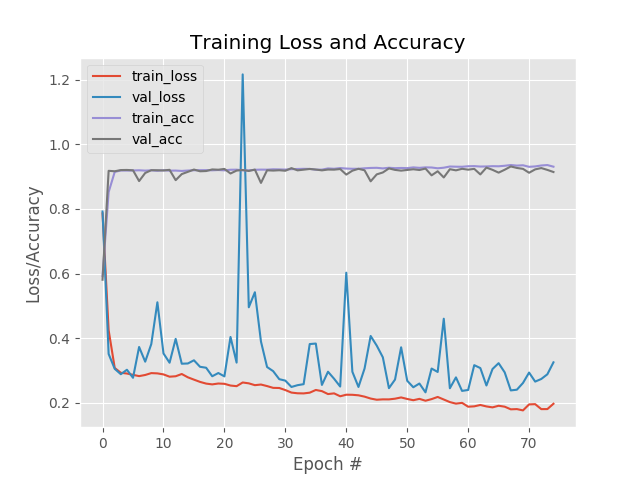 Training Loss and Accuracy
train_loss
val_loss
train_acc
val_acc
1.2
1.0
0.8
0.6
0.4
0.2
Loss/Accuracy
0 10 20 30 40 50 60 70
Epoch #